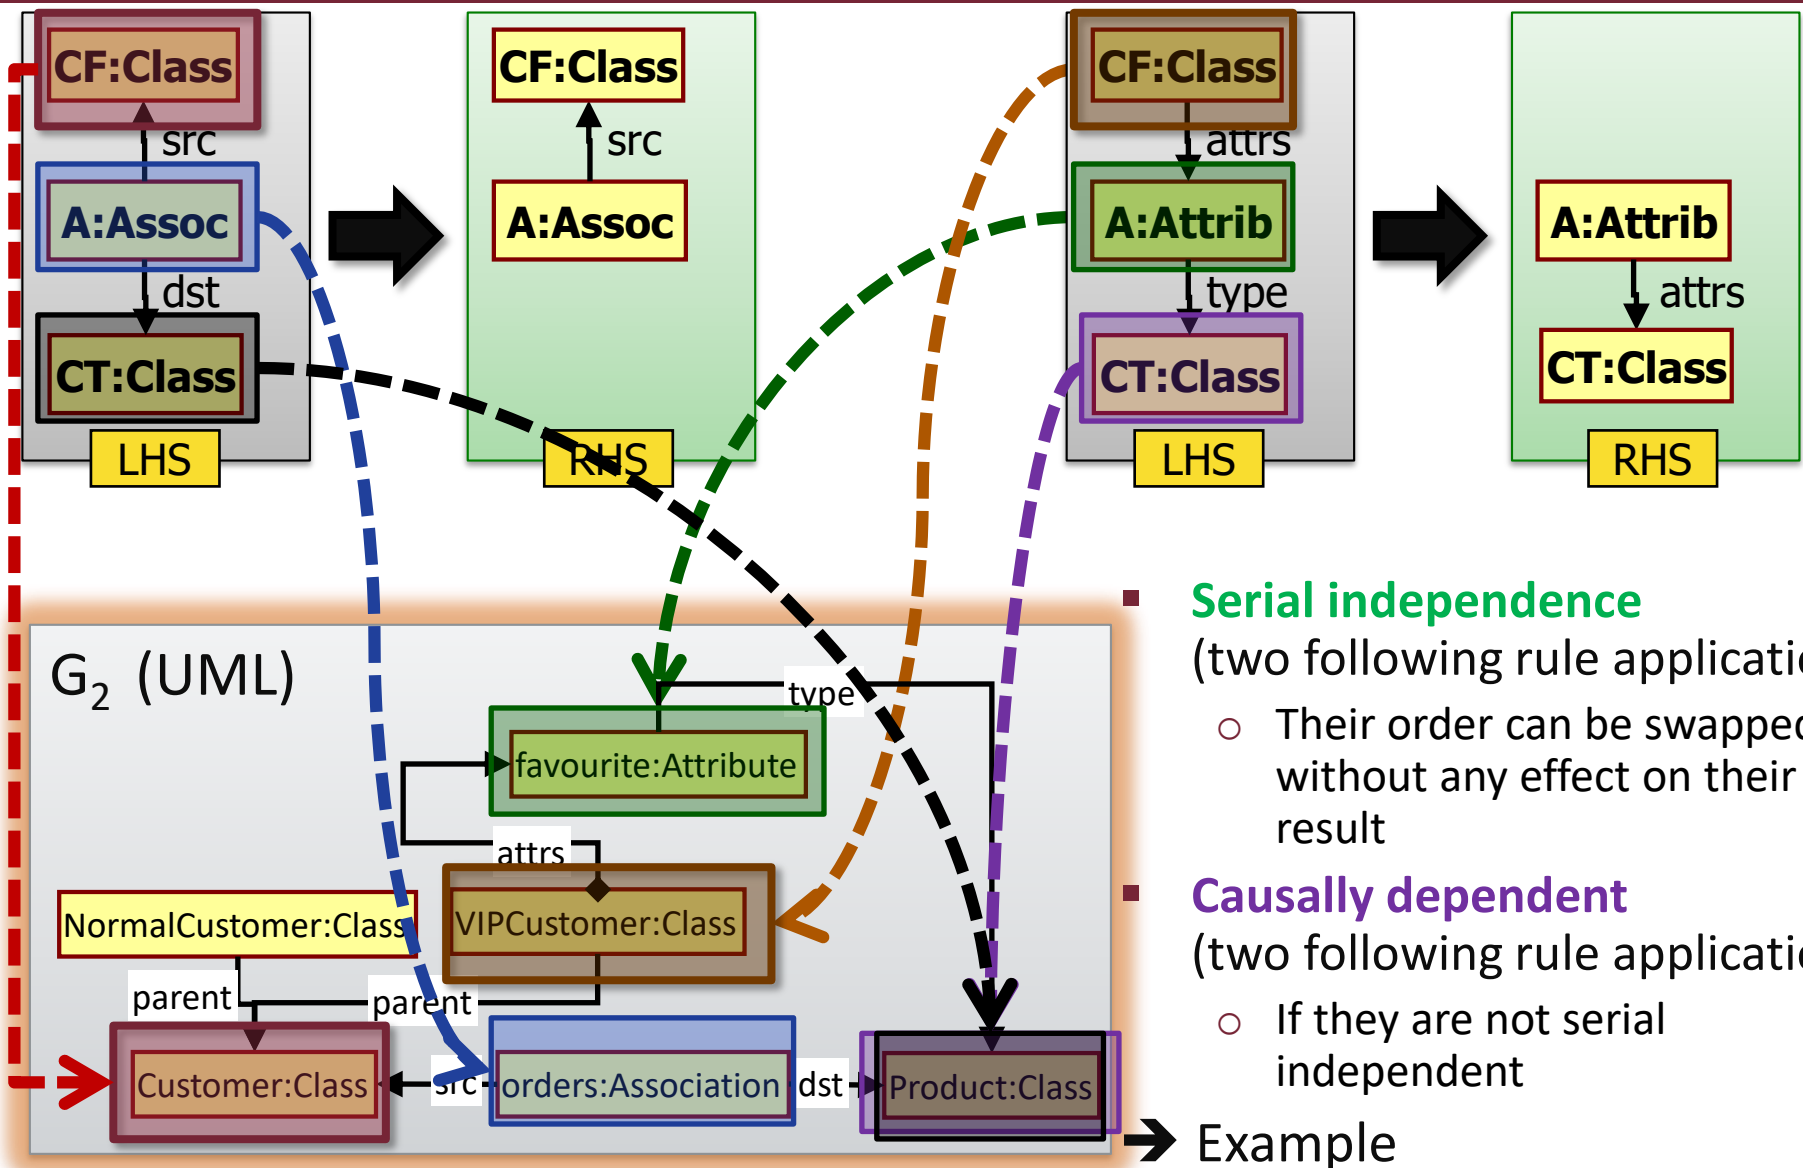 CF:Class
src
A:Assoc
dst
CT:Class
LHS
CF:Class
src
A:Assoc
RHS
CF:Class
attrs
A:Attrib
type
CT:Class
LHS
A:Attrib
attrs
CT:Class
RHS
G2 (UML)
type
favourite:Attribute
attrs
NormalCustomer:Class
VIPCustomer:Class
parent
parent
Customer:Class
src
orders:Association
dst
Product:Class
▪ Serial independence
(two following rule applicatio
o Their order can be swapped
without any effect on their
result
▪ Causally dependent
(two following rule applicatio
o If they are not serial
independent
→ Example